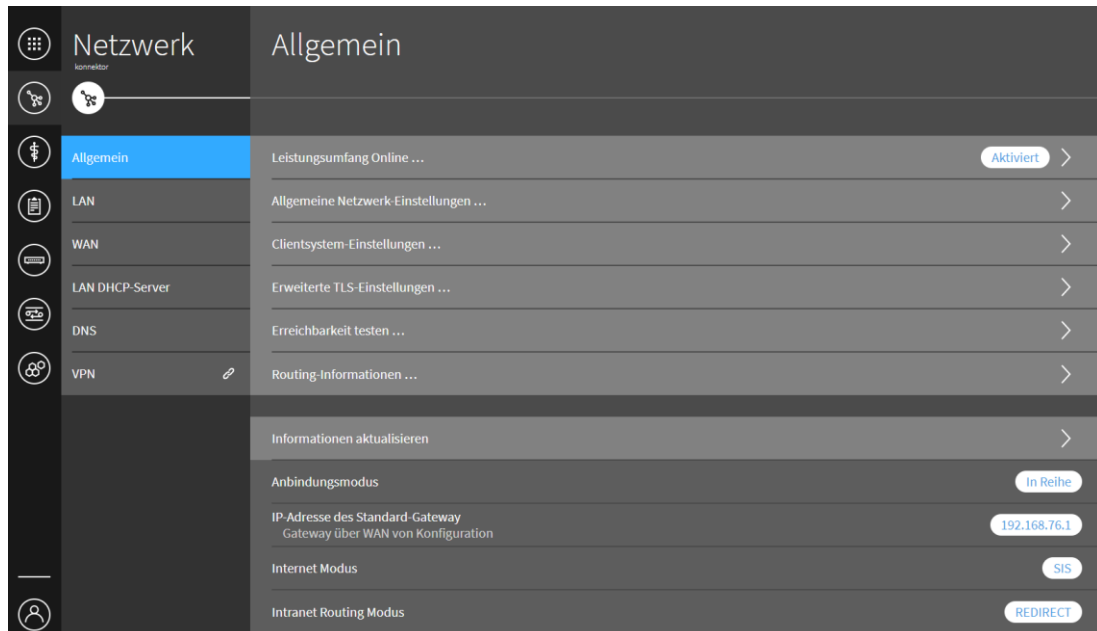 Netzwerk
konnektor
Allgemein
Allgemein
LAN
WAN
LAN DHCP-Server
DNS
VPN
Leistungsumfang Online ...
Aktiviert
Allgemeine Netzwerk-Einstellungen ...
Clientsystem-Einstellungen ...
Erweiterte TLS-Einstellungen ...
Erreichbarkeit testen ...
Routing-Informationen ...
Informationen aktualisieren
Anbindungsmodus
In Reihe
IP-Adresse des Standard-Gateway
Gateway über WAN von Konfiguration
192.168.76.1
Internet Modus
SIS
Intranet Routing Modus
REDIRECT